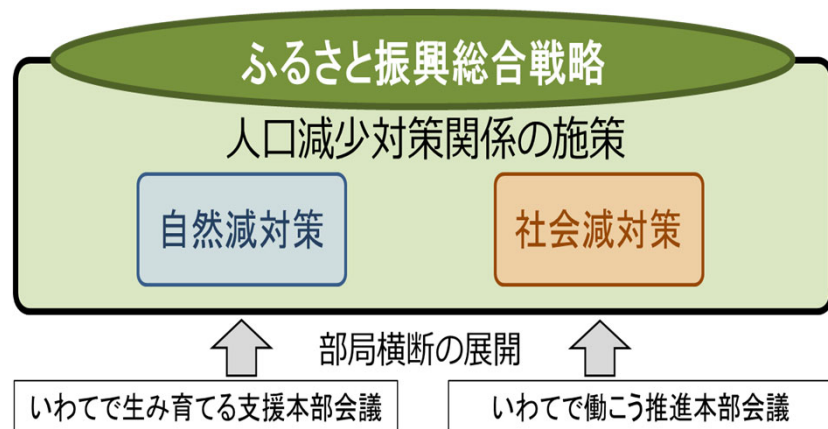 ふるさと振興総合戦略
人口減少対策関係の施策
自然減対策
社会減対策
部局横断の展開
いわてで生み育てる支援本部会議
いわてで働こう推進本部会議